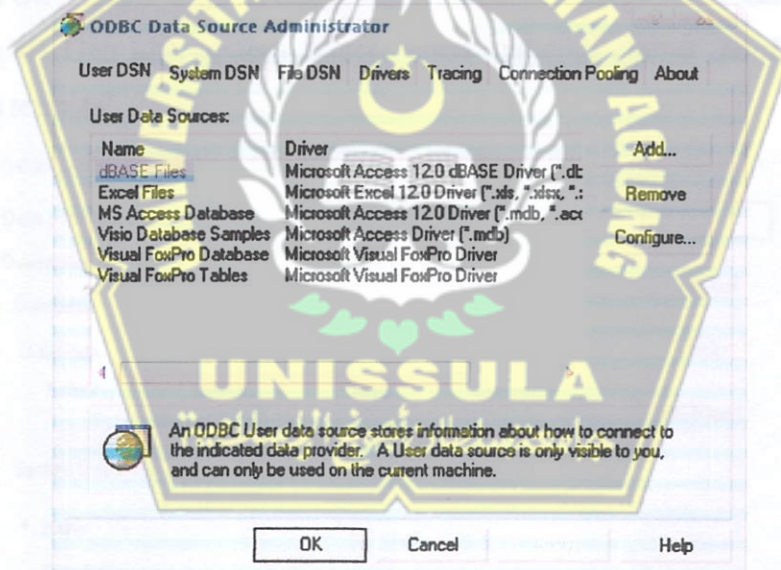 ODBC Data Source Administrator
User DSN System DSN File DSN Drivers Tracing Connection Pooling About
User Data Sources:
Name Driver Add...
dBASE Files Microsoft Access 12.0 dBASE Driver (*.db
Excel Files Microsoft Excel 12.0 Driver (*.xls, *.xlsx, *.: Remove
MS Access Database Microsoft Access 12.0 Driver (*.mdb, *.acc
Visio Database Samples Microsoft Access Driver (*.mdb) Configure...
Visual FoxPro Database Microsoft Visual FoxPro Driver
Visual FoxPro Tables Microsoft Visual FoxPro Driver
UNISSULA
An ODBC User data source stores information about how to connect to
the indicated data provider. A User data source is only visible to you,
and can only be used on the current machine.
OK Cancel Help
AGUNG